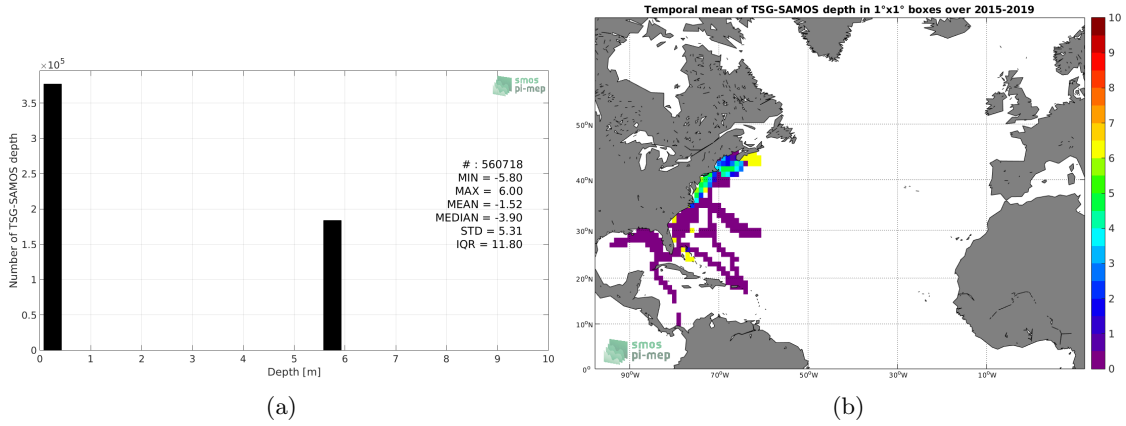 ×10⁵
3.5
3
2.5
2
1.5
1
0.5
0
Number of TSG-SAMOS depth
smos
pi-mep
# : 560718
MIN = -5.80
MAX = 6.00
MEAN = -1.52
MEDIAN = -3.90
STD = 5.31
IQR = 11.80
0 1 2 3 4 5 6 7 8 9 10
Depth [m]
(a)
Temporal mean of TSG-SAMOS depth in 1°x1° boxes over 2015-2019
50°N
40°N
30°N
20°N
10°N
0°
90°W 70°W 50°W 30°W 10°W
smos
pi-mep
10
9
8
7
6
5
4
3
2
1
0
(b)